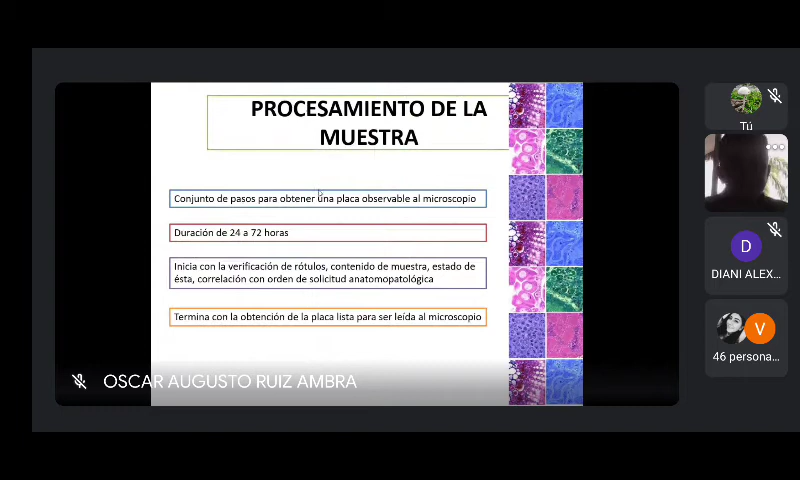 PROCESAMIENTO DE LA
MUESTRA
Conjunto de pasos para obtener una placa observable al microscopio
Duración de 24 a 72 horas
Inicia con la verificación de rótulos, contenido de muestra, estado de
ésta, correlación con orden de solicitud anatomopatológica
Termina con la obtención de la placa lista para ser leída al microscopio
OSCAR AUGUSTO RUIZ AMBRA
Tú
D
DIANI ALEX...
V
46 persona...